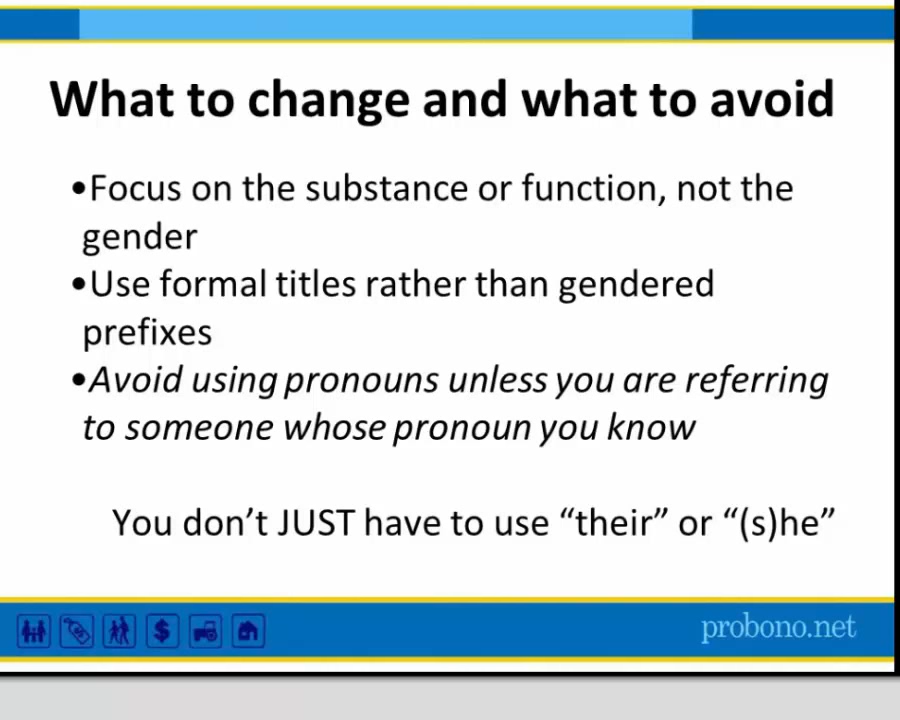 What to change and what to avoid
•Focus on the substance or function, not the
gender
•Use formal titles rather than gendered
prefixes
•Avoid using pronouns unless you are referring
to someone whose pronoun you know
You don’t JUST have to use “their” or “(s)he”
probono.net